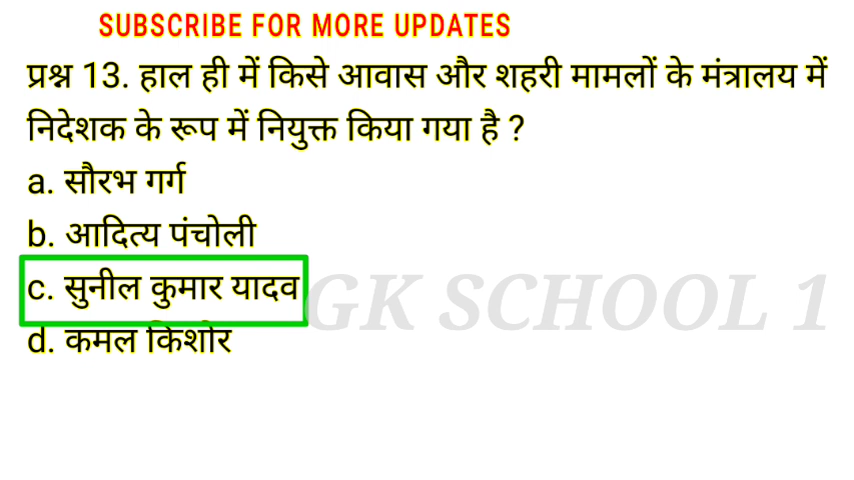 SUBSCRIBE FOR MORE UPDATES
प्रश्न 13. हाल ही में किसे आवास और शहरी मामलों के मंत्रालय में
निदेशक के रूप में नियुक्त किया गया है ?
a. सौरभ गर्ग
b. आदित्य पंचोली
c. सुनील कुमार यादव
GK SCHOOL 1
d. कमल किशोर